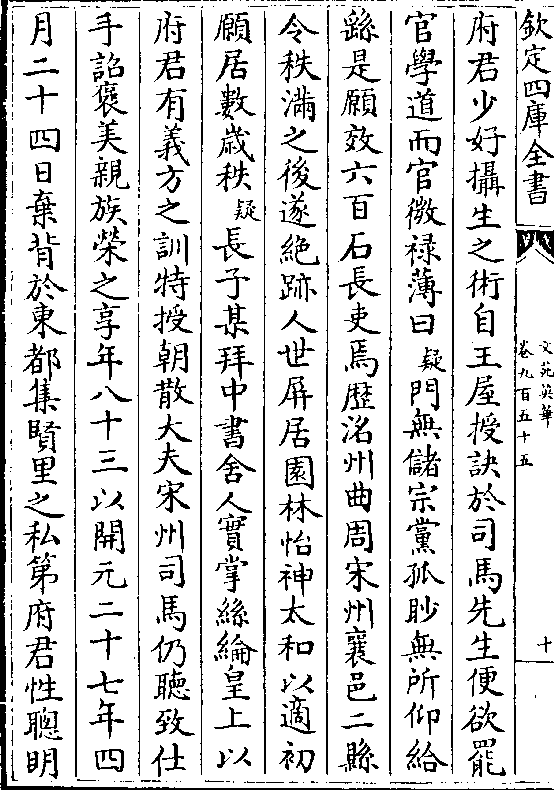 欽定四庫全書
文苑英華
卷九百五十五
十
府君少好攝生之術自王屋授訣於司馬先生便欲罷
官學道而官微禄薄曰疑門無儲宗黨孤眇無所仰給
繇是願效六百石長吏焉歴洺州曲周宋州襄邑二縣
令秩滿之後遂絶跡人世屏居園林怡神太和以適初
願居數歳秩疑長子某拜中書舍人實掌絲綸皇上以
府君有義方之訓特授朝散大夫宋州司馬仍聽致仕
手詔褒美親族榮之享年八十三以開元二十七年四
月二十四日棄背於東都集賢里之私第府君性聰明